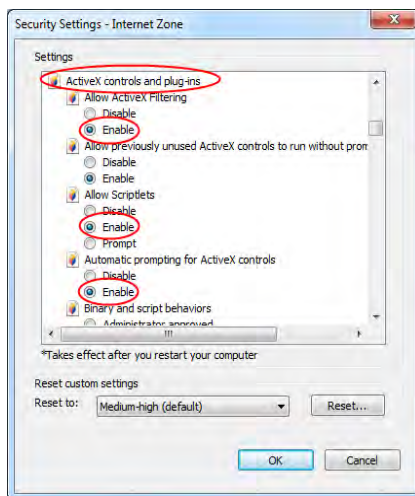 Security Settings - Internet Zone
Settings
ActiveX controls and plug-ins
Allow ActiveX Filtering
Disable
Enable
Allow previously unused ActiveX controls to run without prom
Disable
Enable
Allow Scriptlets
Disable
Enable
Prompt
Automatic prompting for ActiveX controls
Disable
Enable
Binary and script behaviors
Administrator approved
*Takes effect after you restart your computer
Reset custom settings
Reset to: Medium-high (default) Reset...
OK Cancel